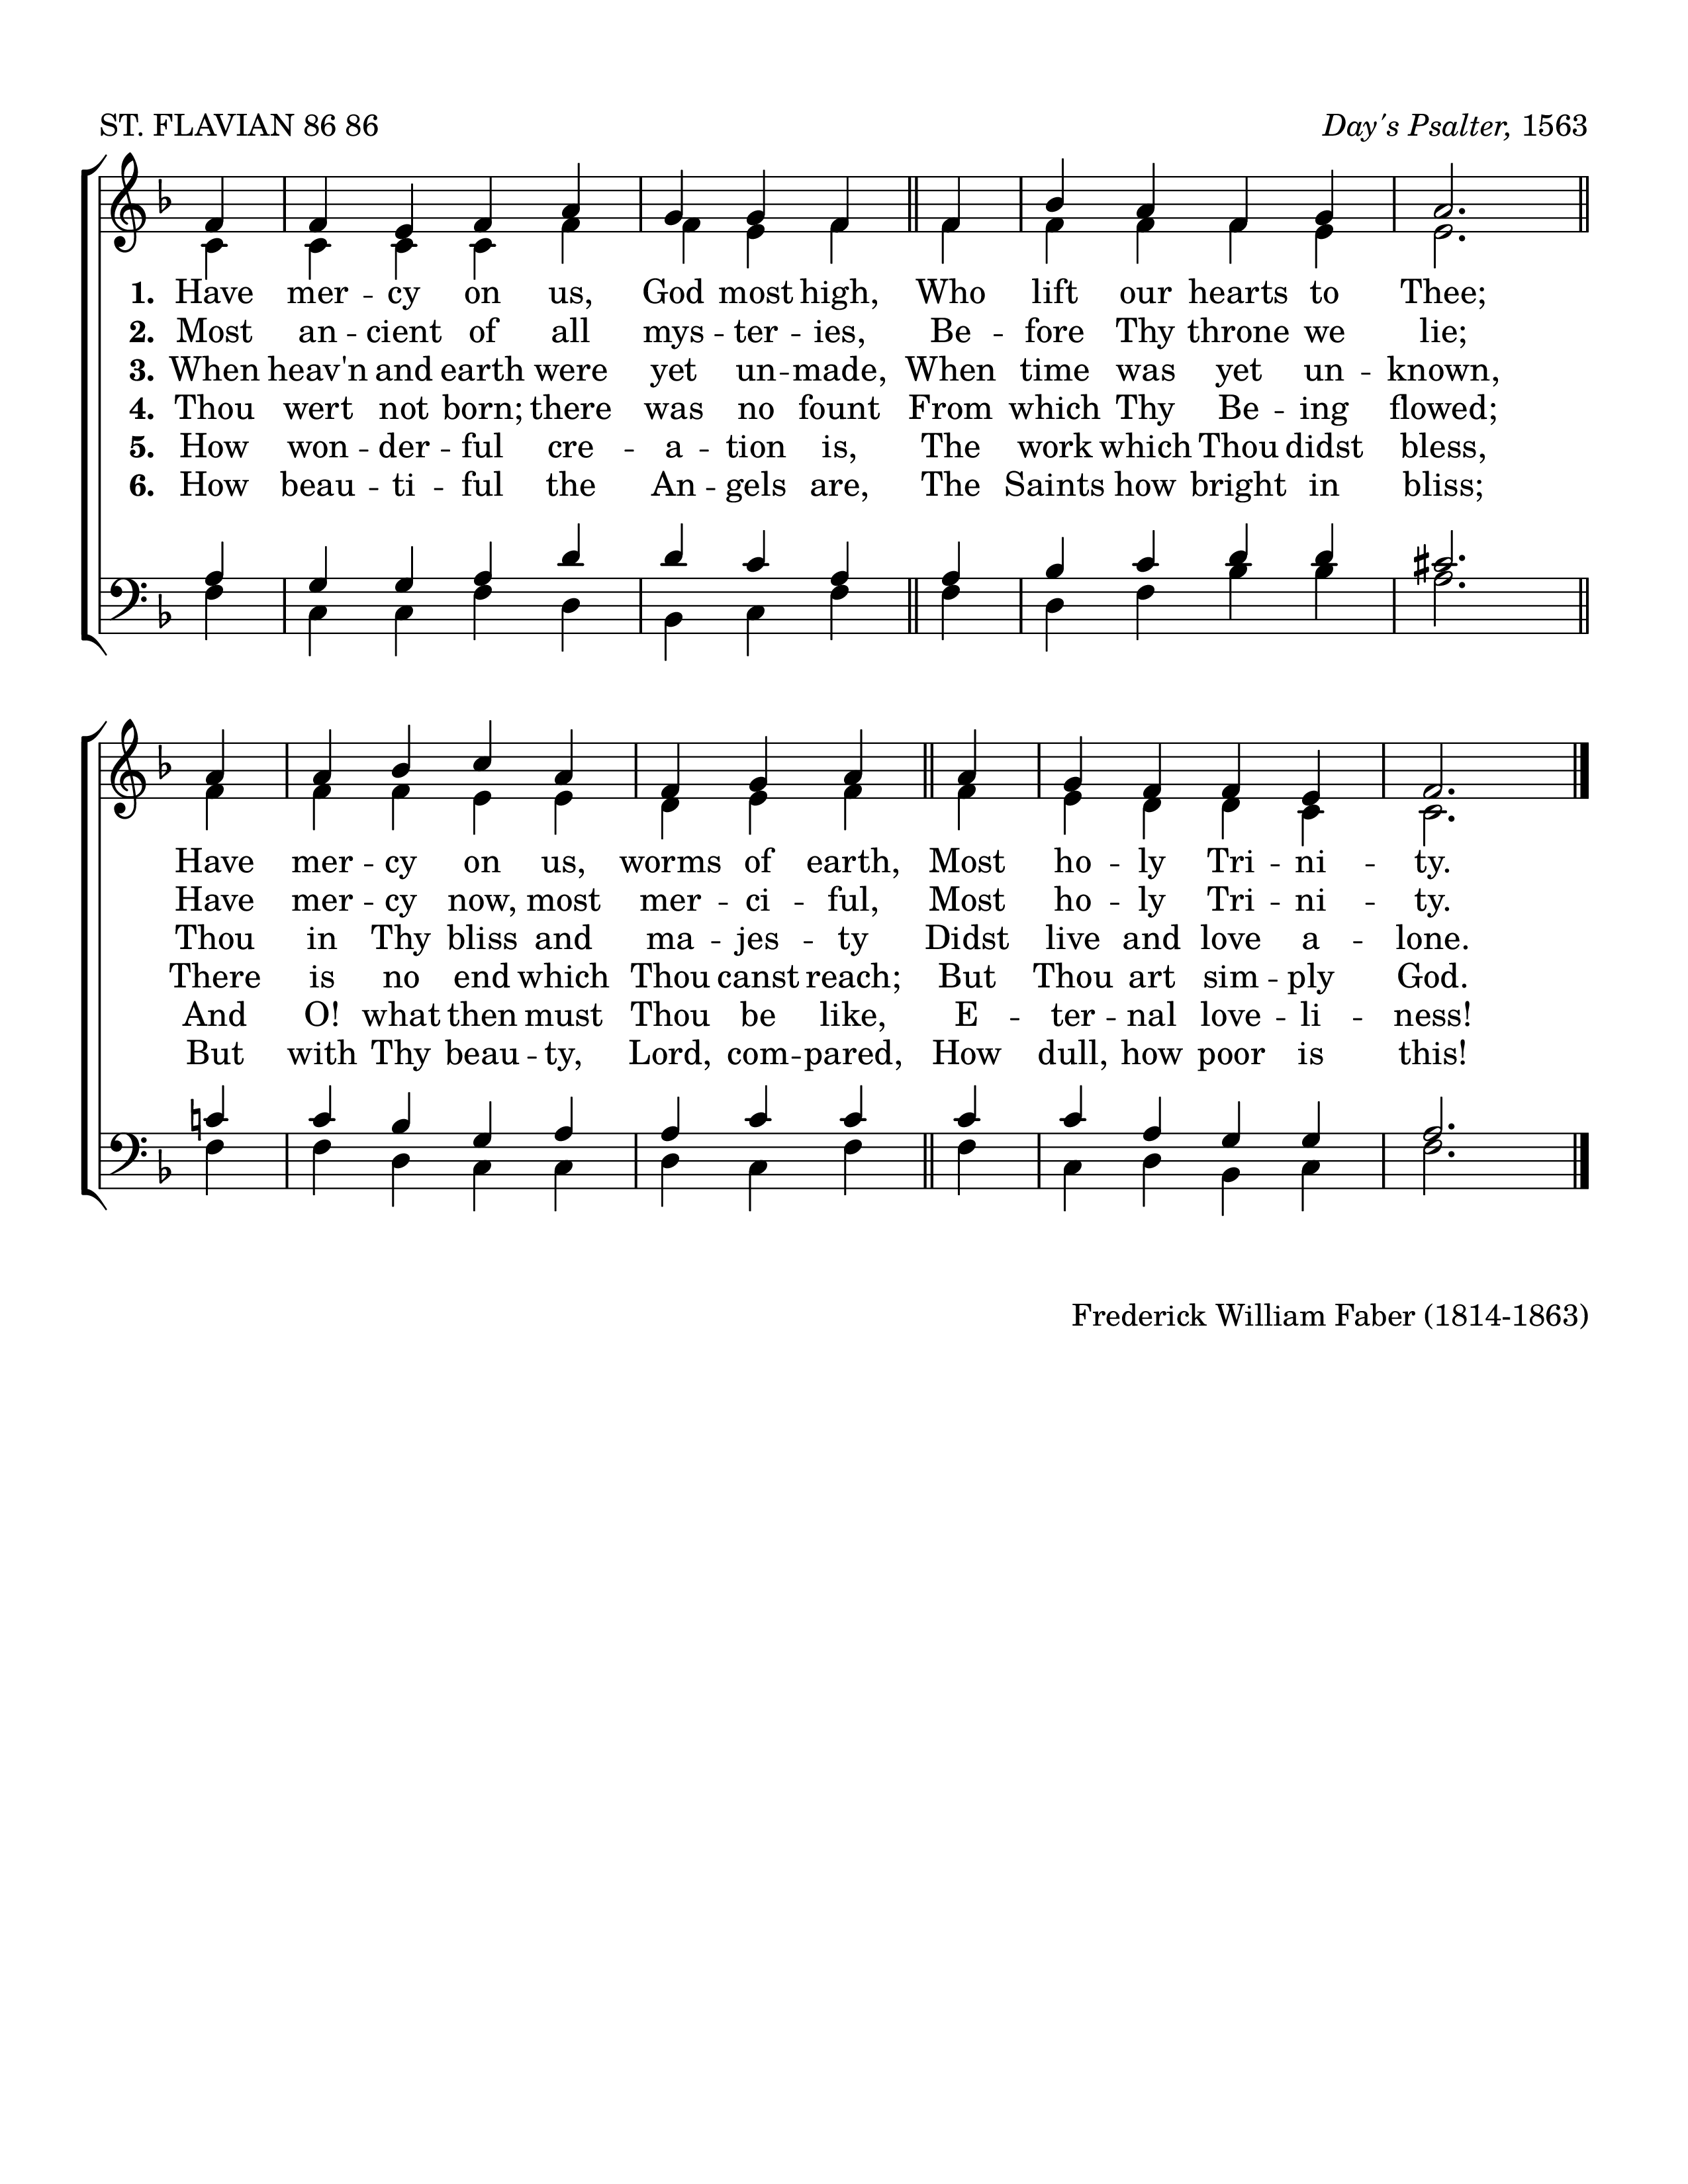 ST. FLAVIAN 86 86
Day's Psalter, 1563
1. Have mer -- cy on us, God most high, Who lift our hearts to Thee;
2. Most an -- cient of all mys -- ter -- ies, Be -- fore Thy throne we lie;
3. When heav'n and earth were yet un -- made, When time was yet un -- known,
4. Thou wert not born; there was no fount From which Thy Be -- ing flowed;
5. How won -- der -- ful cre -- a -- tion is, The work which Thou didst bless,
6. How beau -- ti -- ful the An -- gels are, The Saints how bright in bliss;
Have mer -- cy on us, worms of earth, Most ho -- ly Tri -- ni -- ty.
Have mer -- cy now, most mer -- ci -- ful, Most ho -- ly Tri -- ni -- ty.
Thou in Thy bliss and ma -- jes -- ty Didst live and love a -- lone.
There is no end which Thou canst reach; But Thou art sim -- ply God.
And O! what then must Thou be like, E -- ter -- nal love -- li -- ness!
But with Thy beau -- ty, Lord, com -- pared, How dull, how poor is this!
Frederick William Faber (1814-1863)